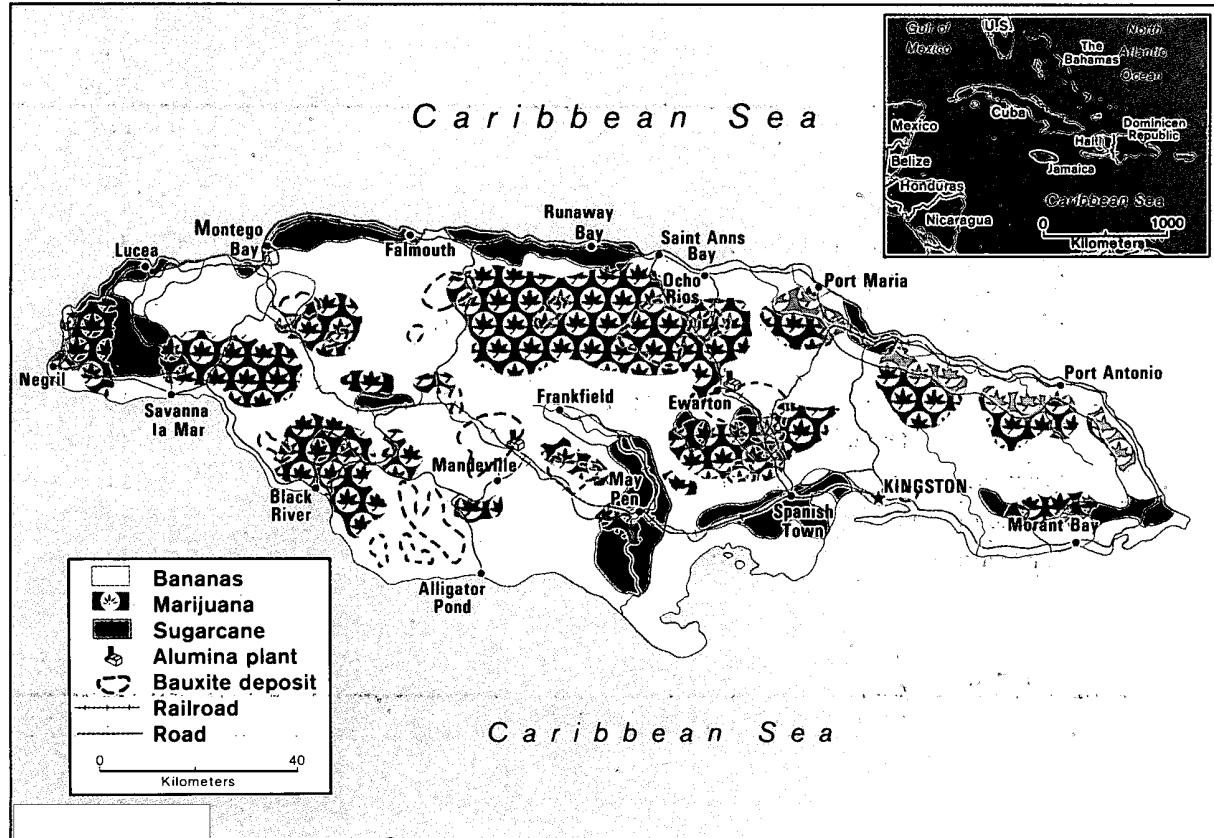 Caribbean Sea
Gulf of
Mexico
U.S.
North
Atlantic
Ocean
The
Bahamas
Cuba
Mexico
Belize
Honduras
Nicaragua
Haiti
Dominican
Republic
Jamaica
Caribbean Sea
0 1000
Kilometers
Lucea
Montego
Bay
Falmouth
Runaway
Bay
Saint Anns
Bay
Ocho
Rios
Port Maria
Negril
Savanna
la Mar
Frankfield
Ewarton
Port Antonio
Mandeville
May
Pen
Black
River
Spanish
Town
KINGSTON
Morant Bay
Alligator
Pond
Bananas
Marijuana
Sugarcane
Alumina plant
Bauxite deposit
Railroad
Road
0 40
Kilometers
Caribbean Sea